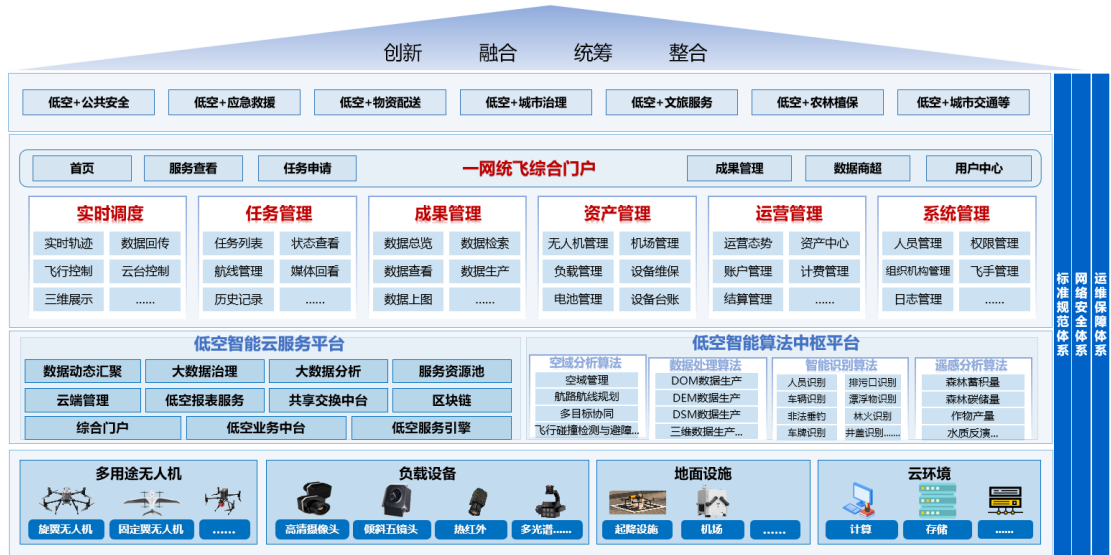 创新 融合 统筹 整合
低空+公共安全 低空+应急救援 低空+物资配送 低空+城市治理 低空+文旅服务 低空+农林植保 低空+城市交通等
首页 服务查看 任务申请 一网统飞综合门户 成果管理 数据商超 用户中心
实时调度 任务管理 成果管理 资产管理 运营管理 系统管理
实时轨迹 数据回传 任务列表 状态查看 数据总览 数据检索 无人机管理 机场管理 运营态势 资产中心 人员管理 权限管理
飞行控制 云台控制 航线管理 媒体回看 数据查看 数据生产 负载管理 设备维保 账户管理 计费管理 组织机构管理 飞手管理
三维展示 ...... 历史记录 ...... 数据上图 ...... 电池管理 设备台账 结算管理 ...... 日志管理 ......
低空智能云服务平台
数据动态汇聚 大数据治理 大数据分析 服务资源池
云端管理 低空报表服务 共享交换中台 区块链
综合门户 低空业务中台 低空服务引擎
低空智能算法中枢平台
空域分析算法
空域管理
航路航线规划
多目标协同
飞行碰撞检测与避障...
数据处理算法
DOM数据生产
DEM数据生产
DSM数据生产
三维数据生产...
智能识别算法
人员识别 排污口识别
车辆识别 漂浮物识别
非法垂钓 林火识别
车牌识别 井盖识别......
遥感分析算法
森林蓄积量
森林碳储量
作物产量
水质反演...
多用途无人机 负载设备 地面设施 云环境
旋翼无人机 固定翼无人机 ...... 高清摄像头 倾斜五镜头 热红外 多光谱...... 起降设施 机场 ...... 计算 存储 ......
标准规范体系
网络安全体系
运维保障体系